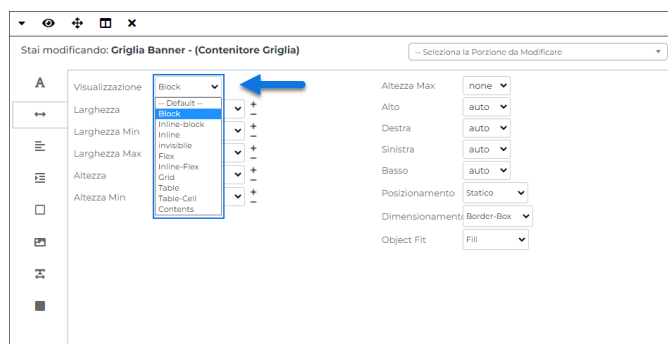 Stai modificando: Griglia Banner - (Contenitore Griglia)
-- Seleziona la Porzione da Modificare
A
Visualizzazione
Block
-- Default --
Block
Inline-block
Inline
invisibile
Flex
Inline-Flex
Grid
Table
Table-Cell
Contents
Larghezza
Larghezza Min
Larghezza Max
Altezza
Altezza Min
Altezza Max none
Alto auto
Destra auto
Sinistra auto
Basso auto
Posizionamento Statico
Dimensionament Border-Box
Object Fit Fill